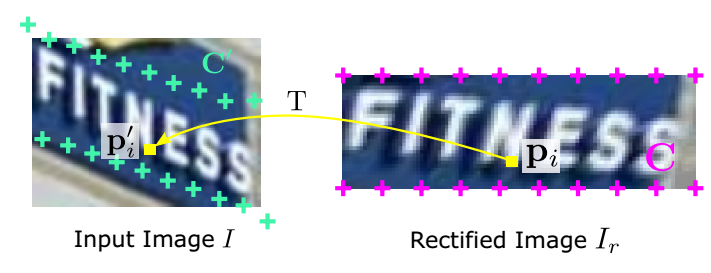 C′
FITNESS
p′ᵢ
T
FITNESS
pᵢ
C
Input Image I
Rectified Image Iᵣ